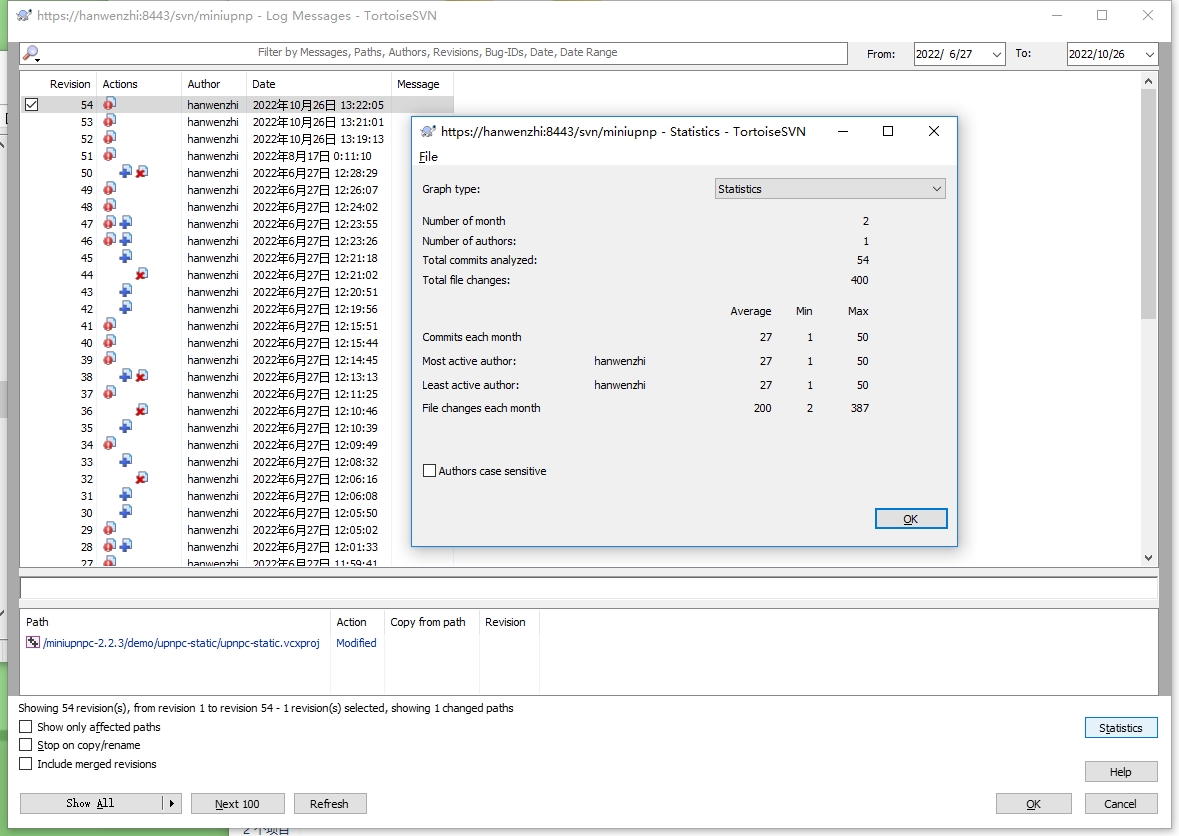 https://hanwenzhi:8443/svn/miniupnp - Log Messages - TortoiseSVN
Filter by Messages, Paths, Authors, Revisions, Bug-IDs, Date, Date Range
From: 2022/ 6/27 To: 2022/10/26
Revision Actions Author Date Message
54 hanwenzhi 2022年10月26日 13:22:05
53 hanwenzhi 2022年10月26日 13:21:01
52 hanwenzhi 2022年10月26日 13:19:13
51 hanwenzhi 2022年8月17日 0:11:10
50 hanwenzhi 2022年6月27日 12:28:29
49 hanwenzhi 2022年6月27日 12:26:07
48 hanwenzhi 2022年6月27日 12:24:02
47 hanwenzhi 2022年6月27日 12:23:55
46 hanwenzhi 2022年6月27日 12:23:26
45 hanwenzhi 2022年6月27日 12:21:18
44 hanwenzhi 2022年6月27日 12:21:02
43 hanwenzhi 2022年6月27日 12:20:51
42 hanwenzhi 2022年6月27日 12:19:56
41 hanwenzhi 2022年6月27日 12:15:51
40 hanwenzhi 2022年6月27日 12:15:44
39 hanwenzhi 2022年6月27日 12:14:45
38 hanwenzhi 2022年6月27日 12:13:13
37 hanwenzhi 2022年6月27日 12:11:25
36 hanwenzhi 2022年6月27日 12:10:46
35 hanwenzhi 2022年6月27日 12:10:39
34 hanwenzhi 2022年6月27日 12:09:49
33 hanwenzhi 2022年6月27日 12:08:32
32 hanwenzhi 2022年6月27日 12:06:16
31 hanwenzhi 2022年6月27日 12:06:08
30 hanwenzhi 2022年6月27日 12:05:50
29 hanwenzhi 2022年6月27日 12:05:02
28 hanwenzhi 2022年6月27日 12:01:33
27 hanwenzhi 2022年6月27日 11:59:41
https://hanwenzhi:8443/svn/miniupnp - Statistics - TortoiseSVN
File
Graph type: Statistics
Number of month 2
Number of authors: 1
Total commits analyzed: 54
Total file changes: 400
Average Min Max
Commits each month 27 1 50
Most active author: hanwenzhi 27 1 50
Least active author: hanwenzhi 27 1 50
File changes each month 200 2 387
Authors case sensitive
OK
Path Action Copy from path Revision
/miniupnpc-2.2.3/demo/upnpc-static/upnpc-static.vcxproj Modified
Showing 54 revision(s), from revision 1 to revision 54 - 1 revision(s) selected, showing 1 changed paths
Show only affected paths
Stop on copy/rename
Include merged revisions
Statistics
Help
Show All Next 100 Refresh OK Cancel
2 个项目